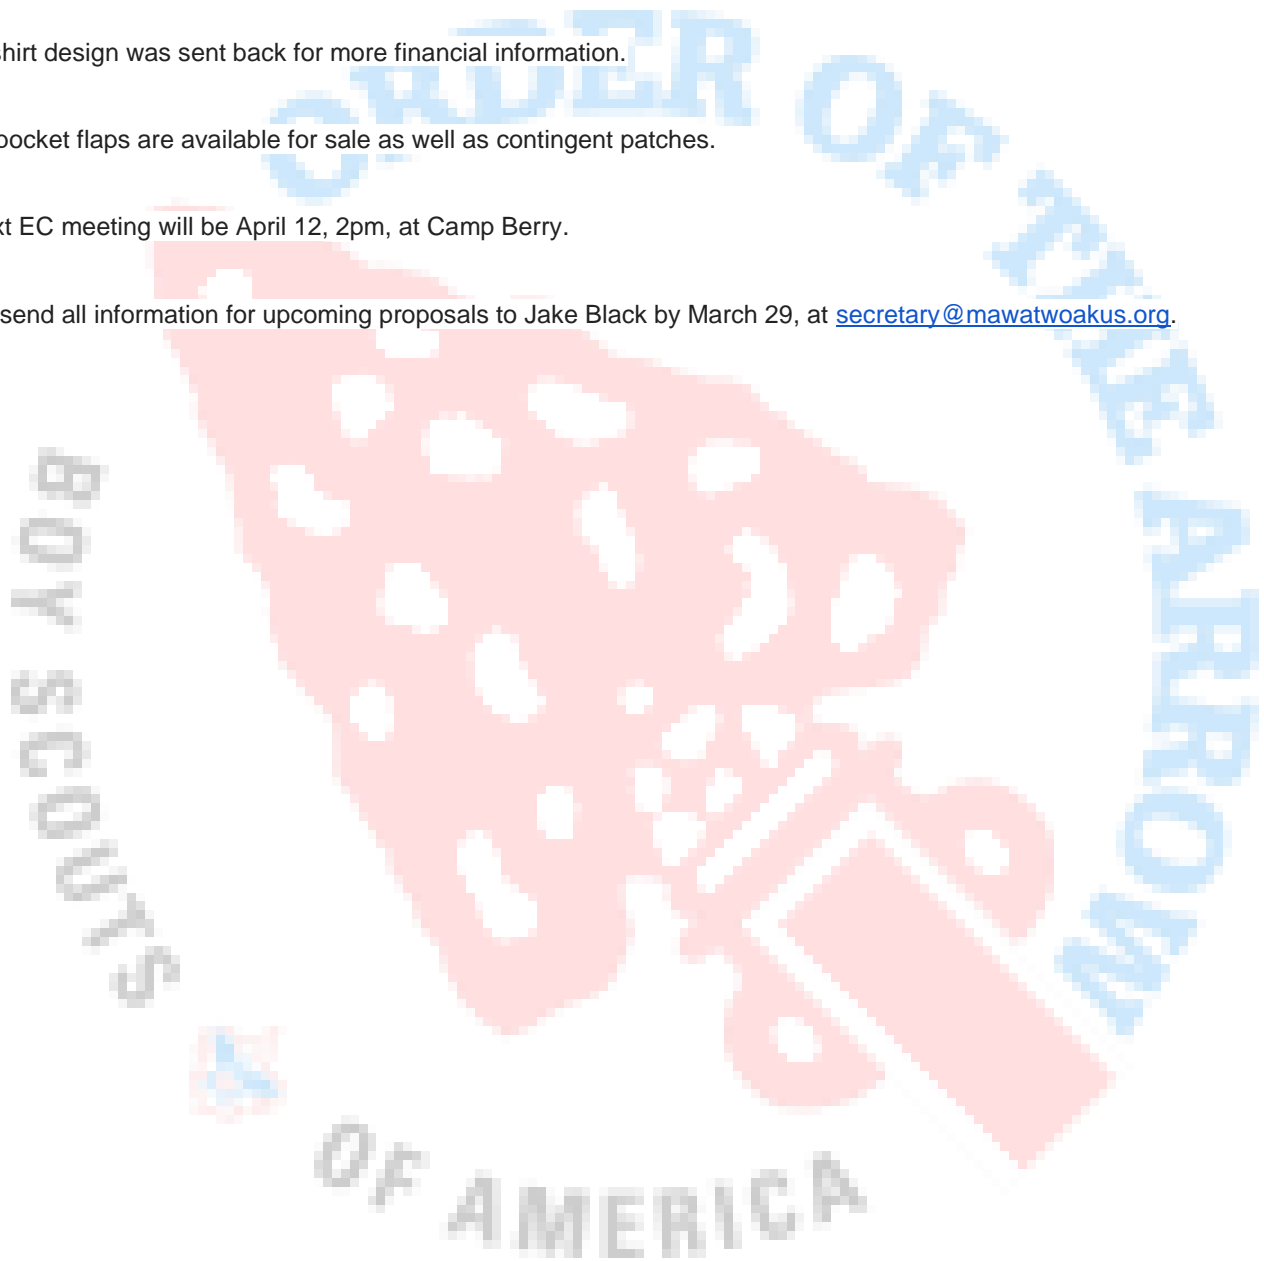 shirt design was sent back for more financial information.
pocket flaps are available for sale as well as contingent patches.
xt EC meeting will be April 12, 2pm, at Camp Berry.
send all information for upcoming proposals to Jake Black by March 29, at secretary@mawatwoakus.org.
ORDER OF THE ARROW
BOY SCOUTS
OF AMERICA